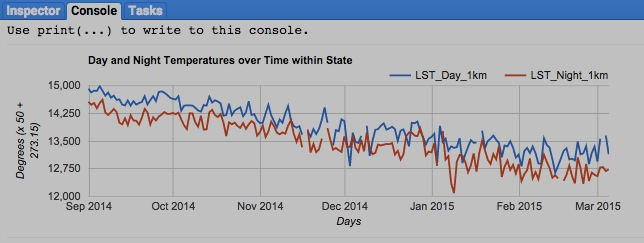 Inspector Console Tasks
Use print(...) to write to this console.
Day and Night Temperatures over Time within State
LST_Day_1km LST_Night_1km
Degrees (x 50 +
273.15)
15,000
14,250
13,500
12,750
12,000
Sep 2014 Oct 2014 Nov 2014 Dec 2014 Jan 2015 Feb 2015 Mar 2015
Days